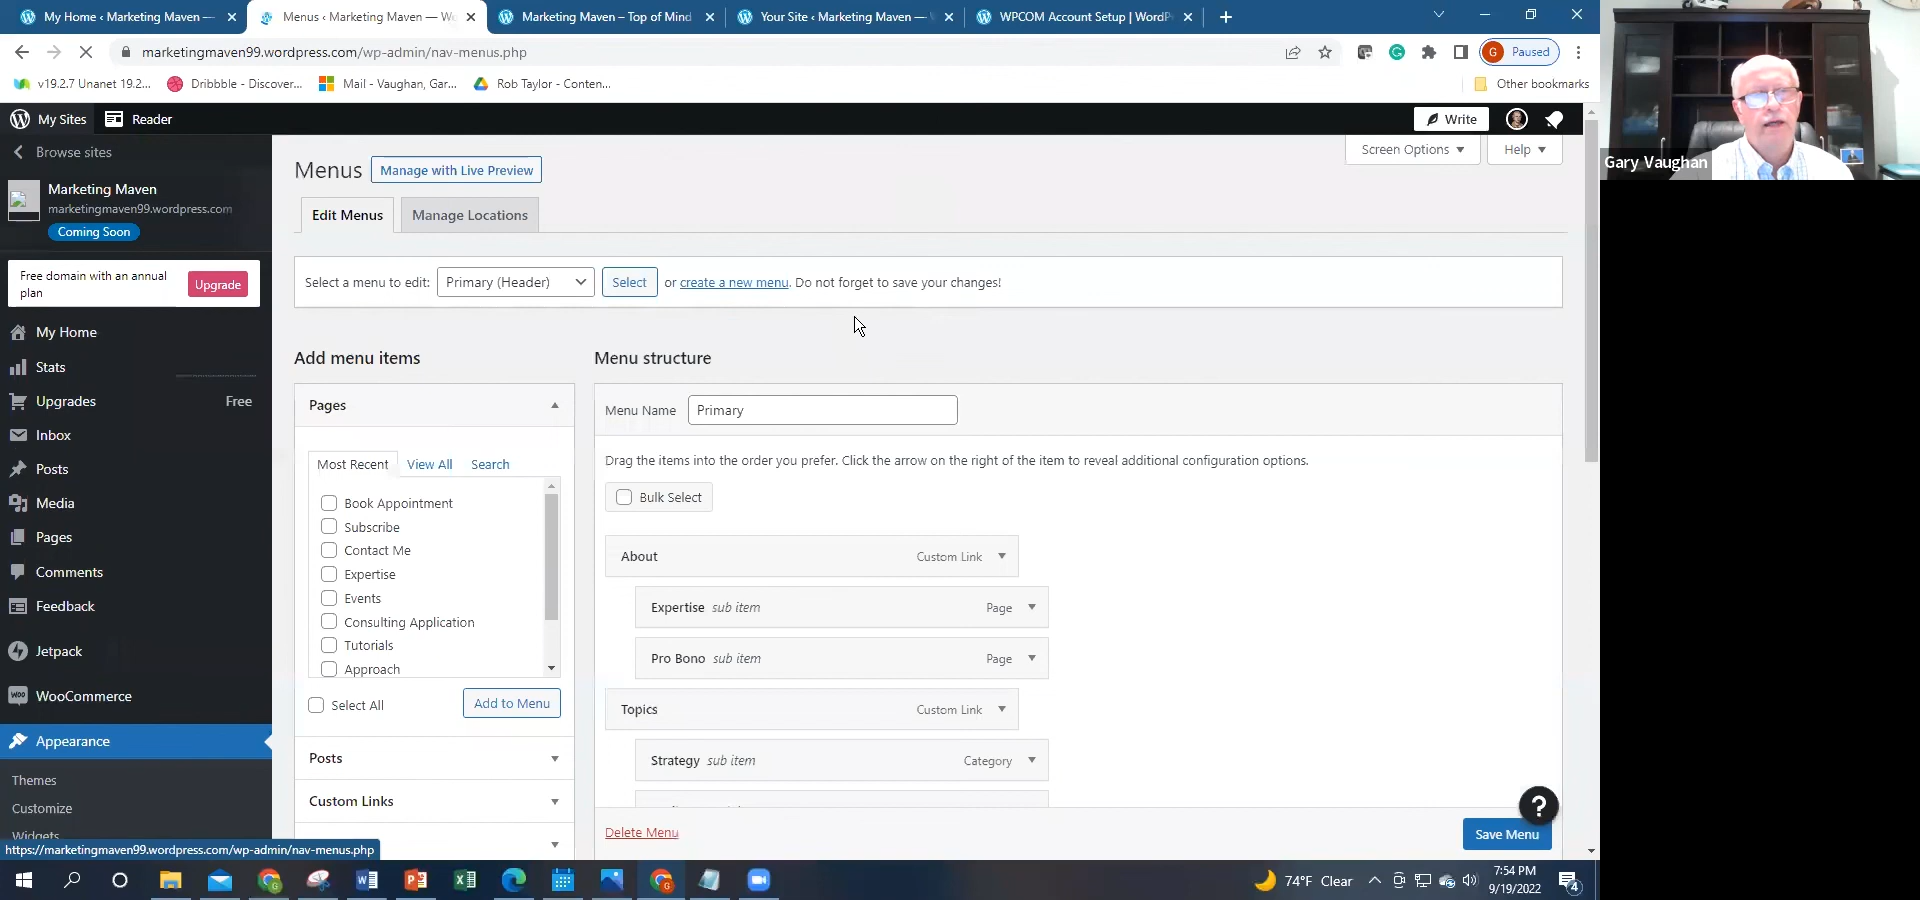 My Home ‹ Marketing Maven —
Menus ‹ Marketing Maven — Wo
Marketing Maven – Top of Mind
Your Site ‹ Marketing Maven —
WPCOM Account Setup | WordP
marketingmaven99.wordpress.com/wp-admin/nav-menus.php
G Paused
v19.2.7 Unanet 19.2...
Dribbble - Discover...
Mail - Vaughan, Gar...
Rob Taylor - Conten...
Other bookmarks
My Sites
Reader
Write
Browse sites
Marketing Maven
marketingmaven99.wordpress.com
Coming Soon
Free domain with an annual
plan
Upgrade
My Home
Stats
Upgrades Free
Inbox
Posts
Media
Pages
Comments
Feedback
Jetpack
WooCommerce
Appearance
Themes
Customize
Widgets
https://marketingmaven99.wordpress.com/wp-admin/nav-menus.php
Menus
Manage with Live Preview
Screen Options
Help
Edit Menus
Manage Locations
Select a menu to edit: Primary (Header) Select or create a new menu. Do not forget to save your changes!
Add menu items
Pages
Most Recent View All Search
Book Appointment
Subscribe
Contact Me
Expertise
Events
Consulting Application
Tutorials
Approach
Select All
Add to Menu
Posts
Custom Links
Menu structure
Menu Name Primary
Drag the items into the order you prefer. Click the arrow on the right of the item to reveal additional configuration options.
Bulk Select
About Custom Link
Expertise sub item Page
Pro Bono sub item Page
Topics Custom Link
Strategy sub item Category
Delete Menu
?
Save Menu
Gary Vaughan
74°F Clear
7:54 PM
9/19/2022
4